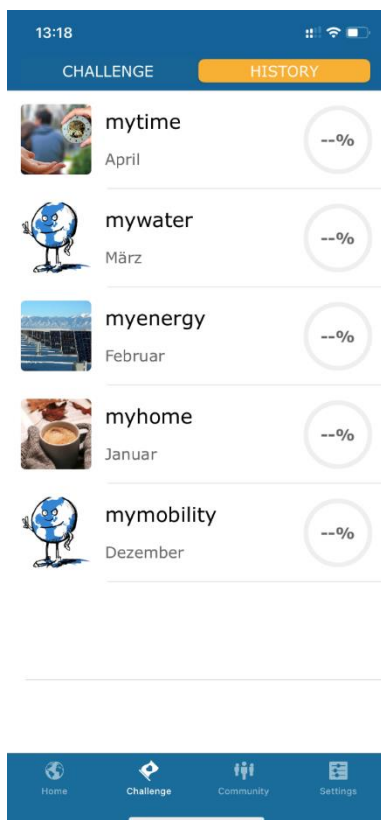 13:18
CHALLENGE HISTORY
mytime
--%
April
mywater
--%
März
myenergy
--%
Februar
myhome
--%
Januar
mymobility
--%
Dezember
Home Challenge Community Settings